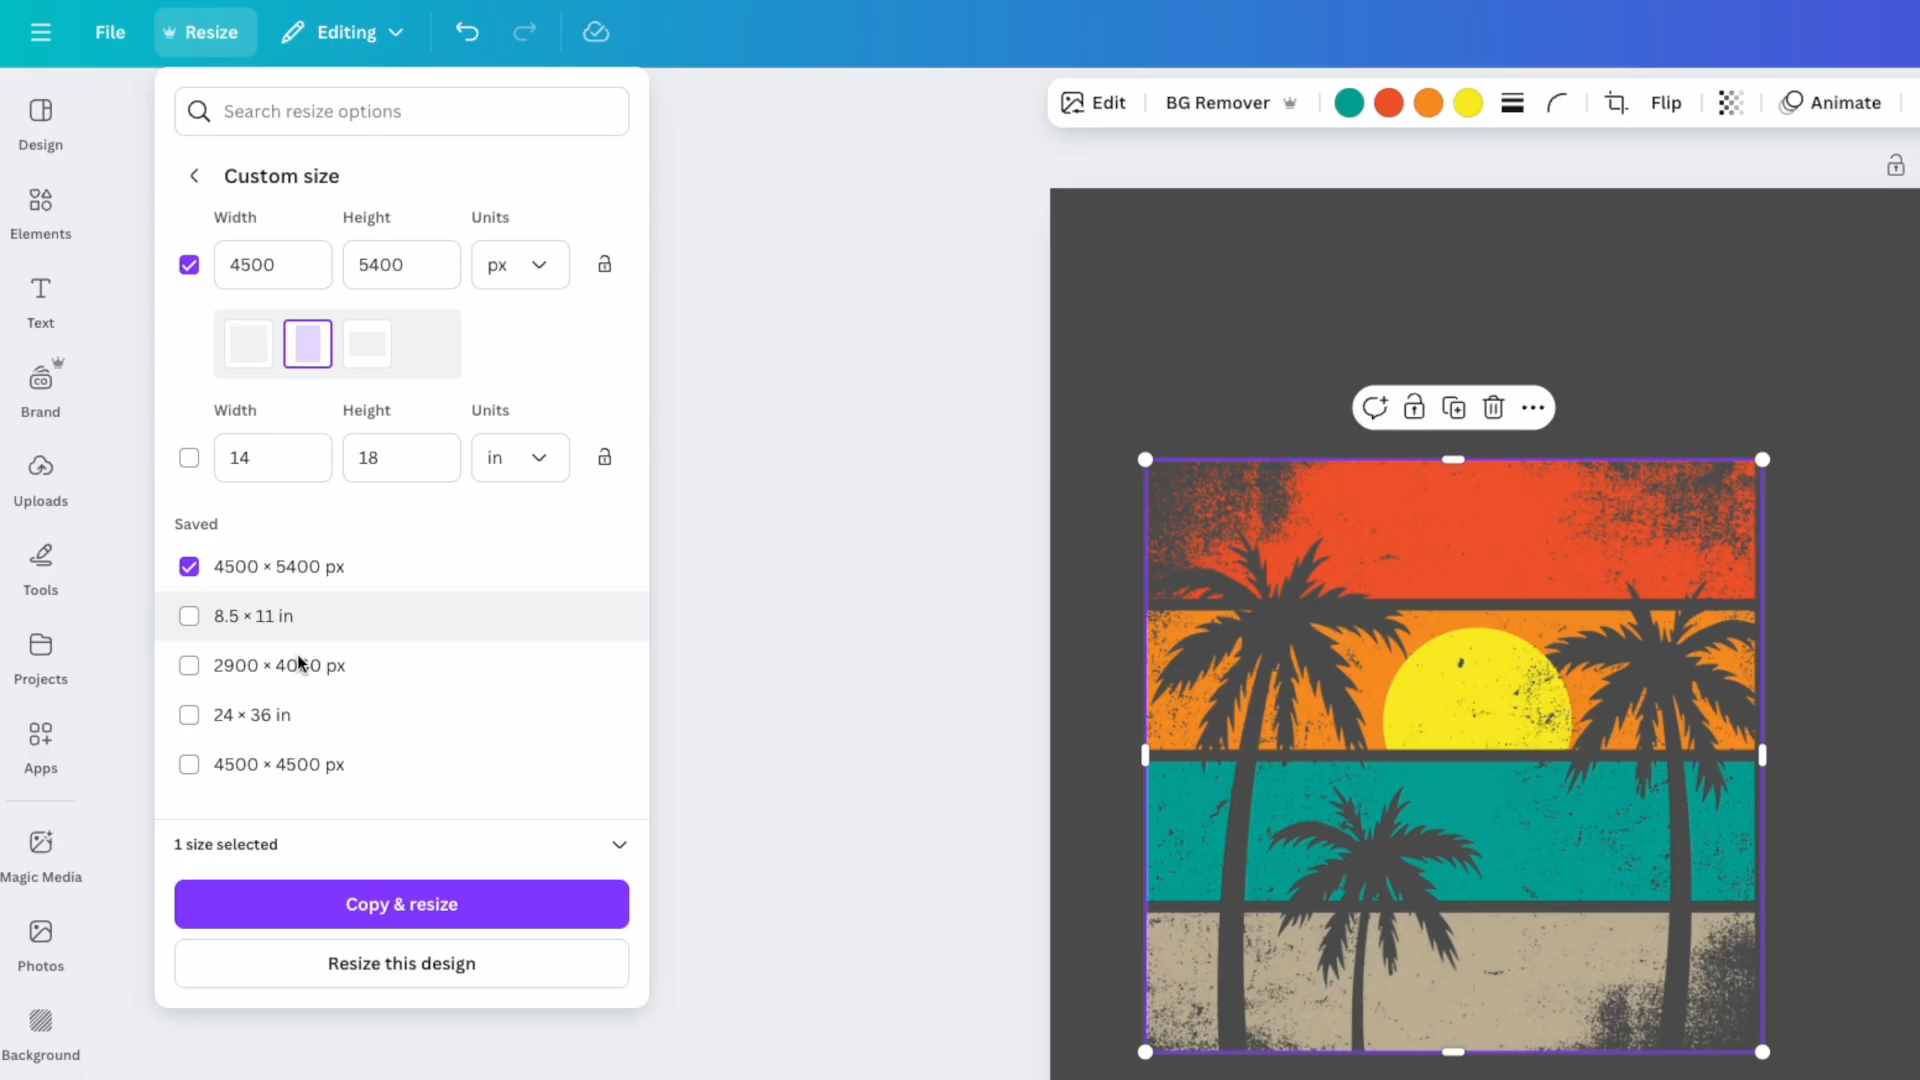 File Resize Editing
Edit BG Remover Flip Animate
Design
Elements
Text
Brand
Uploads
Tools
Projects
Apps
Magic Media
Photos
Background
Search resize options
Custom size
Width Height Units
4500 5400 px
Width Height Units
14 18 in
Saved
4500 × 5400 px
8.5 × 11 in
2900 × px
24 × 36 in
4500 × 4500 px
1 size selected
Copy & resize
Resize this design